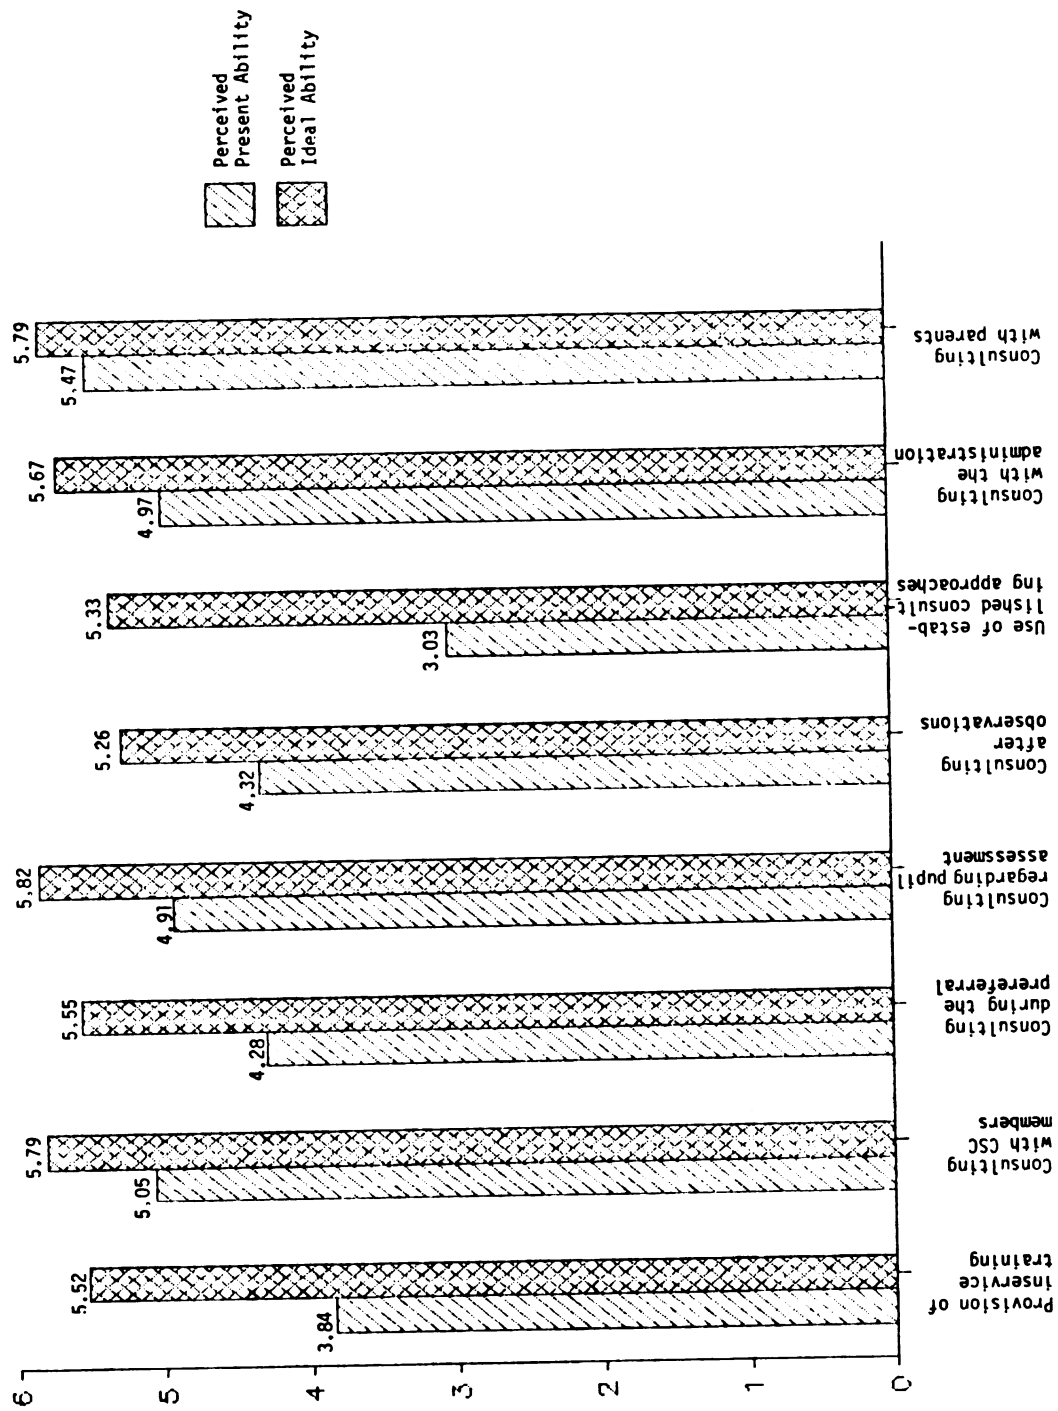 Perceived
Present Ability
Perceived
Ideal Ability
6
5
4
3
2
1
0
3.84
5.52
5.05
5.79
4.28
5.55
4.91
5.82
4.32
5.26
3.03
5.33
4.97
5.67
5.47
5.79
Provision of
inservice
training
Consulting
with CSC
members
Consulting
during the
prereferral
Consulting
regarding pupil
assessment
Consulting
after
observations
Use of estab-
lished consult
ing approaches
Consulting
with the
administration
Consulting
with parents